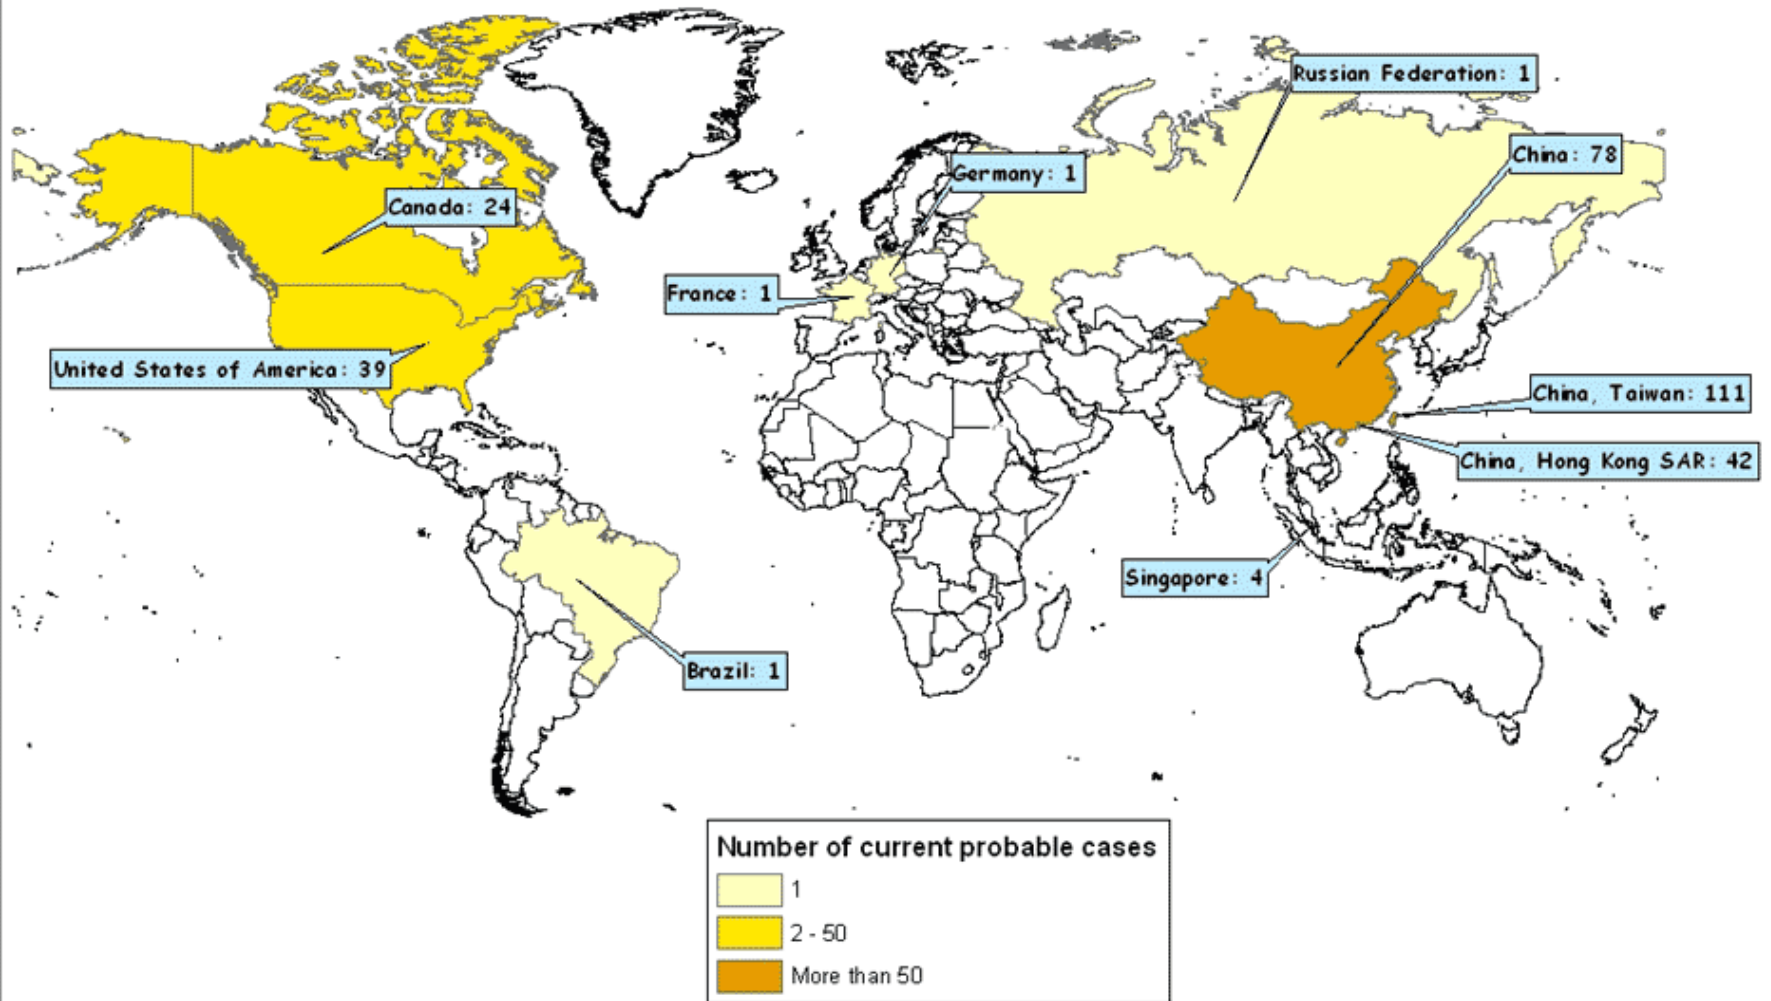 Russian Federation: 1
China: 78
Germany: 1
Canada: 24
France: 1
United States of America: 39
China, Taiwan: 111
China, Hong Kong SAR: 42
Singapore: 4
Brazil: 1
Number of current probable cases
1
2 - 50
More than 50